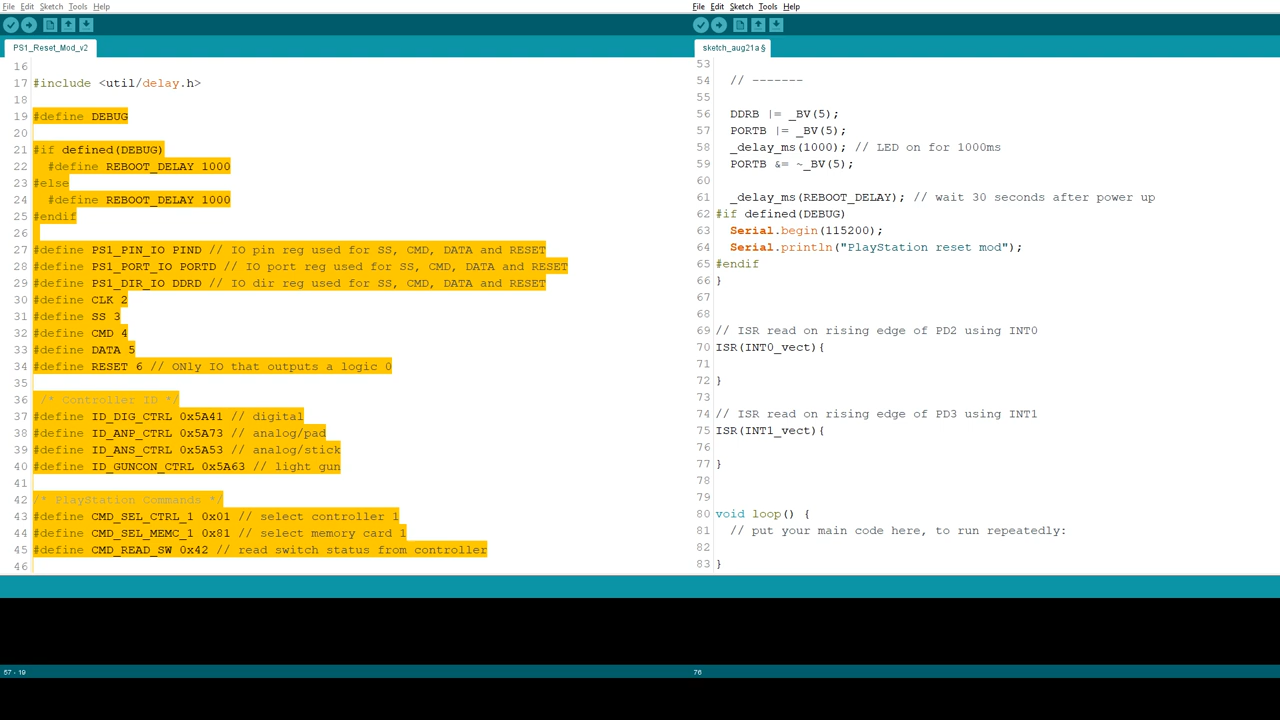 File Edit Sketch Tools Help
PS1_Reset_Mod_v2
16
17 #include <util/delay.h>
18
19 #define DEBUG
20
21 #if defined(DEBUG)
22 #define REBOOT_DELAY 1000
23 #else
24 #define REBOOT_DELAY 1000
25 #endif
26
27 #define PS1_PIN_IO PIND // IO pin reg used for SS, CMD, DATA and RESET
28 #define PS1_PORT_IO PORTD // IO port reg used for SS, CMD, DATA and RESET
29 #define PS1_DIR_IO DDRD // IO dir reg used for SS, CMD, DATA and RESET
30 #define CLK 2
31 #define SS 3
32 #define CMD 4
33 #define DATA 5
34 #define RESET 6 // ONly IO that outputs a logic 0
35
36 /* Controller ID */
37 #define ID_DIG_CTRL 0x5A41 // digital
38 #define ID_ANP_CTRL 0x5A73 // analog/pad
39 #define ID_ANS_CTRL 0x5A53 // analog/stick
40 #define ID_GUNCON_CTRL 0x5A63 // light gun
41
42 /* PlayStation Commands */
43 #define CMD_SEL_CTRL_1 0x01 // select controller 1
44 #define CMD_SEL_MEMC_1 0x81 // select memory card 1
45 #define CMD_READ_SW 0x42 // read switch status from controller
46
57 - 19
File Edit Sketch Tools Help
sketch_aug21a §
53
54 // -------
55
56 DDRB |= _BV(5);
57 PORTB |= _BV(5);
58 _delay_ms(1000); // LED on for 1000ms
59 PORTB &= ~_BV(5);
60
61 _delay_ms(REBOOT_DELAY); // wait 30 seconds after power up
62 #if defined(DEBUG)
63 Serial.begin(115200);
64 Serial.println("PlayStation reset mod");
65 #endif
66 }
67
68
69 // ISR read on rising edge of PD2 using INT0
70 ISR(INT0_vect){
71
72 }
73
74 // ISR read on rising edge of PD3 using INT1
75 ISR(INT1_vect){
76
77 }
78
79
80 void loop() {
81 // put your main code here, to run repeatedly:
82
83 }
76